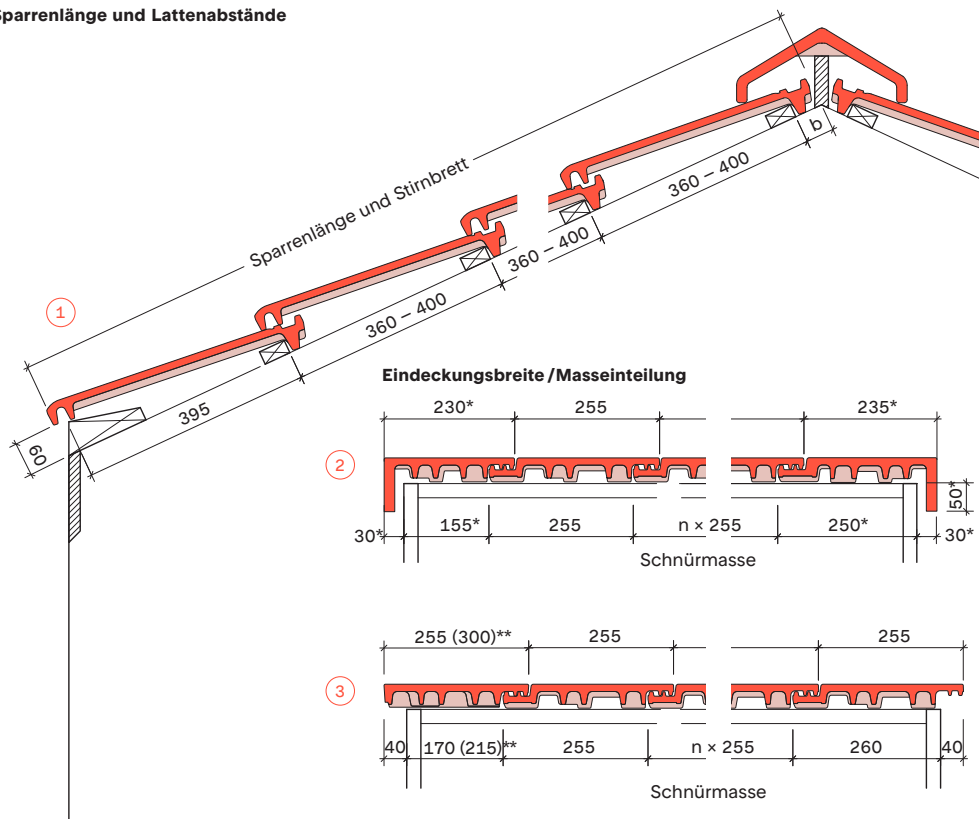 Sparrenlänge und Lattenabstände
b
360 – 400
Sparrenlänge und Stirnbrett
360 – 400
1
360 – 400
395
60
Eindeckungsbreite/Masseinteilung
230* 255 235*
2
50*
30* 155* 255 n × 255 250* 30*
Schnürmasse
255 (300)** 255 255
3
40 170 (215)** 255 n × 255 260 40
Schnürmasse